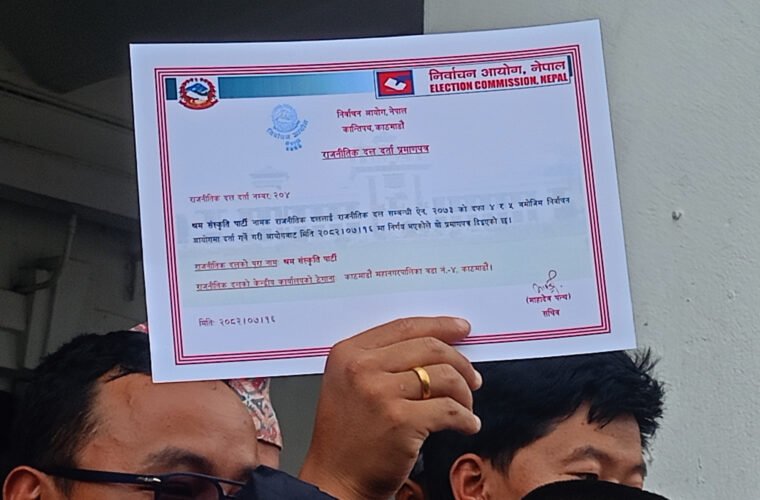 निर्वाचन आयोग, नेपाल
ELECTION COMMISSION, NEPAL
निर्वाचन आयोग, नेपाल
कान्तिपथ, काठमाडौं
राजनीतिक दल दर्ता प्रमाणपत्र
राजनीतिक दल दर्ता नम्बर, २०४
श्रम संस्कृति पार्टी नामक राजनीतिक दललाई राजनीतिक दल सम्बन्धी ऐन, २०७३ को दफा ४ र ५ बमोजिम निर्वाचन
आयोगमा दर्ता गर्ने गरी आयोगबाट मिति २०८२।०७।१६ मा निर्णय भएकोले यो प्रमाणपत्र दिइएको छ।
राजनीतिक दलको पूरा नामः श्रम संस्कृति पार्टी
राजनीतिक दलको केन्द्रीय कार्यालयको ठेगानाः काठमाडौं महानगरपालिका वडा नं.-४, काठमाडौं।
(माहादेव पन्थ)
सचिव
मितिः २०८२।०७।१६